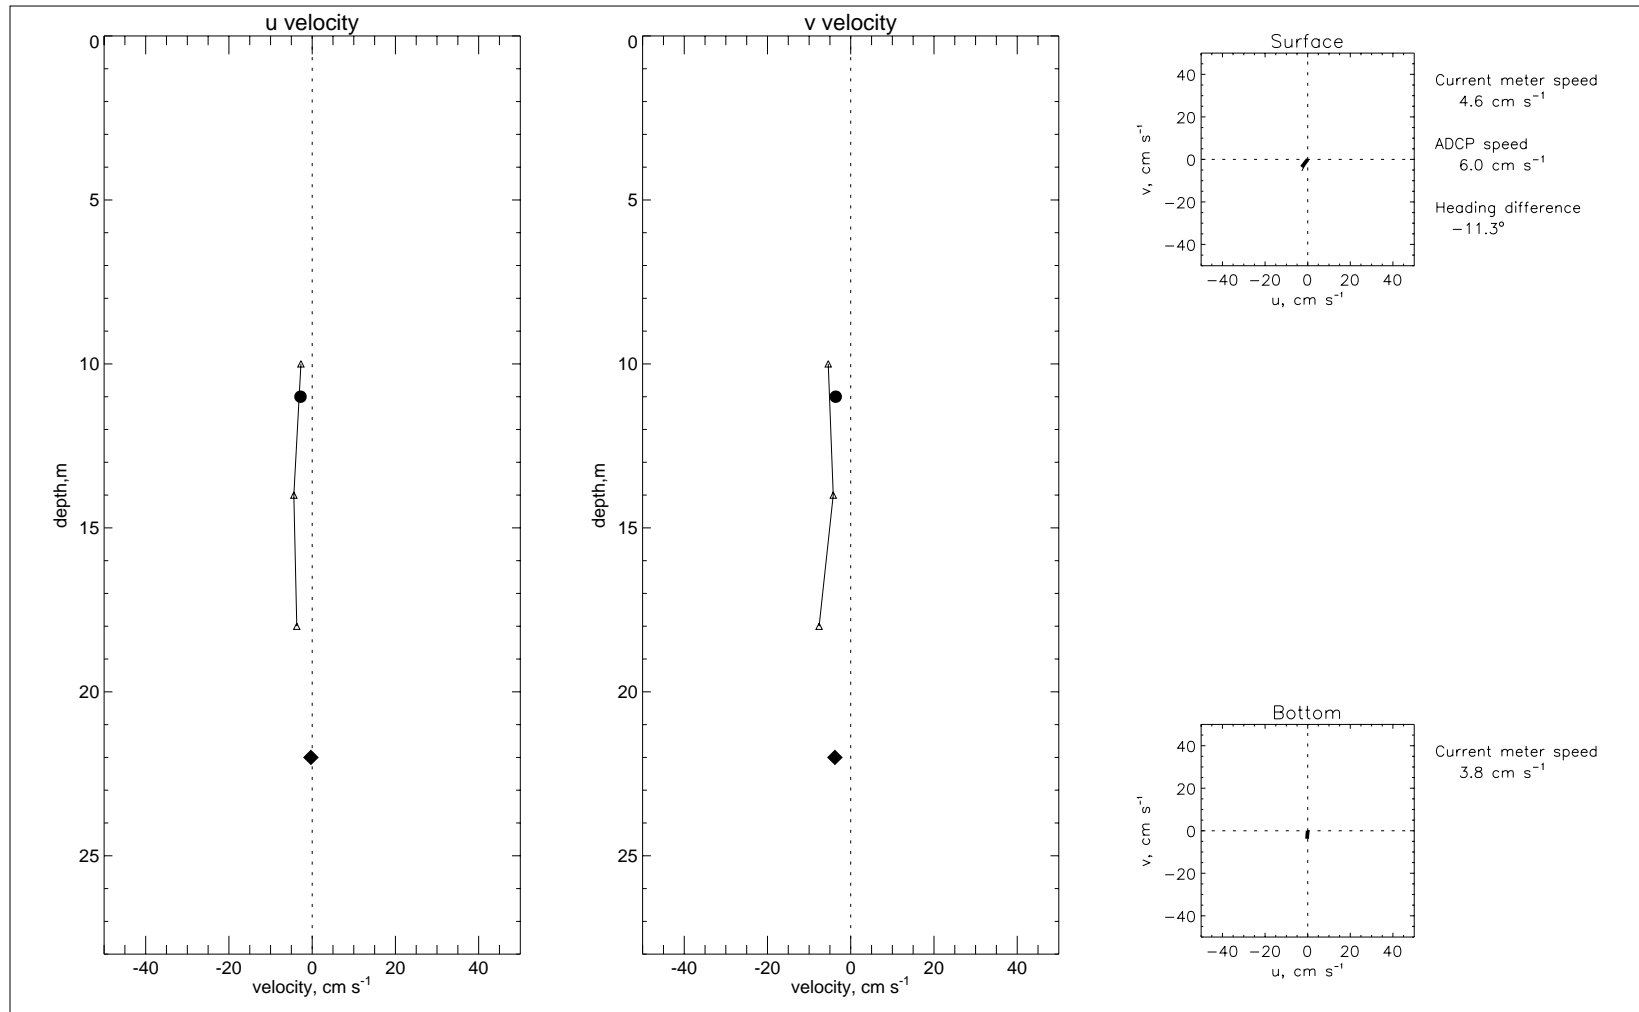 u velocity
0
5
10
15
20
25
depth,m
-40 -20 0 20 40
velocity, cm s⁻¹
v velocity
0
5
10
15
20
25
depth,m
-40 -20 0 20 40
velocity, cm s⁻¹
Surface
40
20
0
−20
−40
v, cm s⁻¹
−40 −20 0 20 40
u, cm s⁻¹
Current meter speed
4.6 cm s⁻¹
ADCP speed
6.0 cm s⁻¹
Heading difference
−11.3°
Bottom
40
20
0
−20
−40
v, cm s⁻¹
−40 −20 0 20 40
u, cm s⁻¹
Current meter speed
3.8 cm s⁻¹